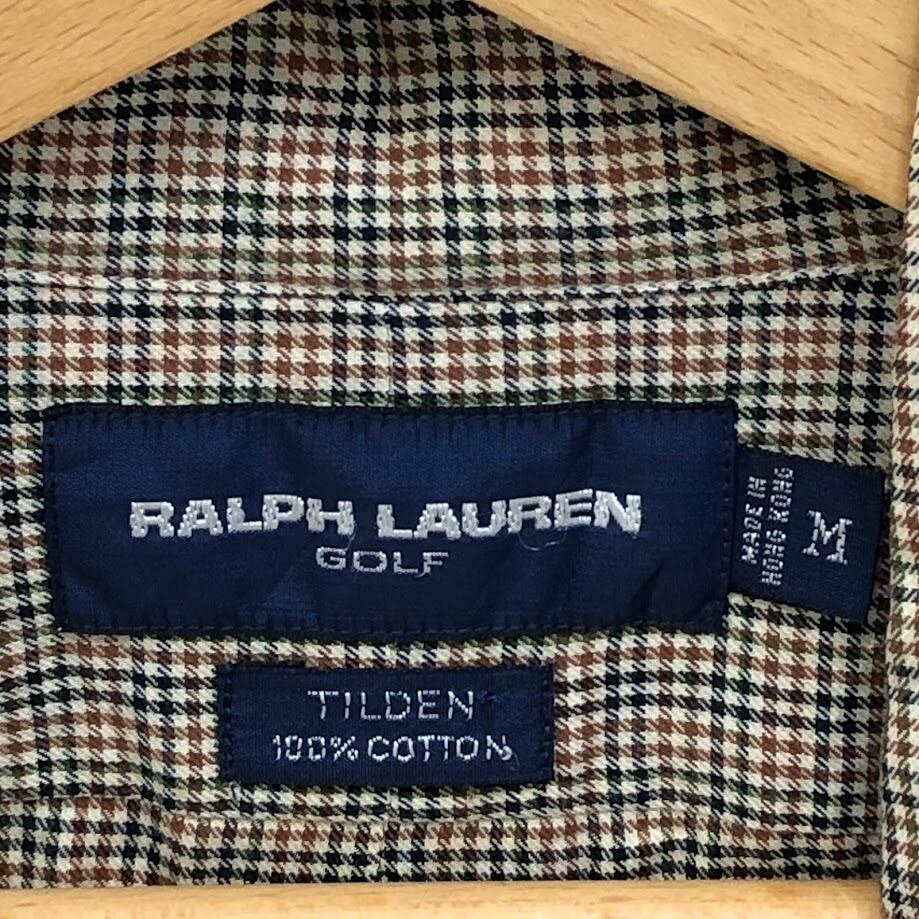 RALPH LAUREN
GOLF
MADE IN
HONG KONG
M
TILDEN
100% COTTON